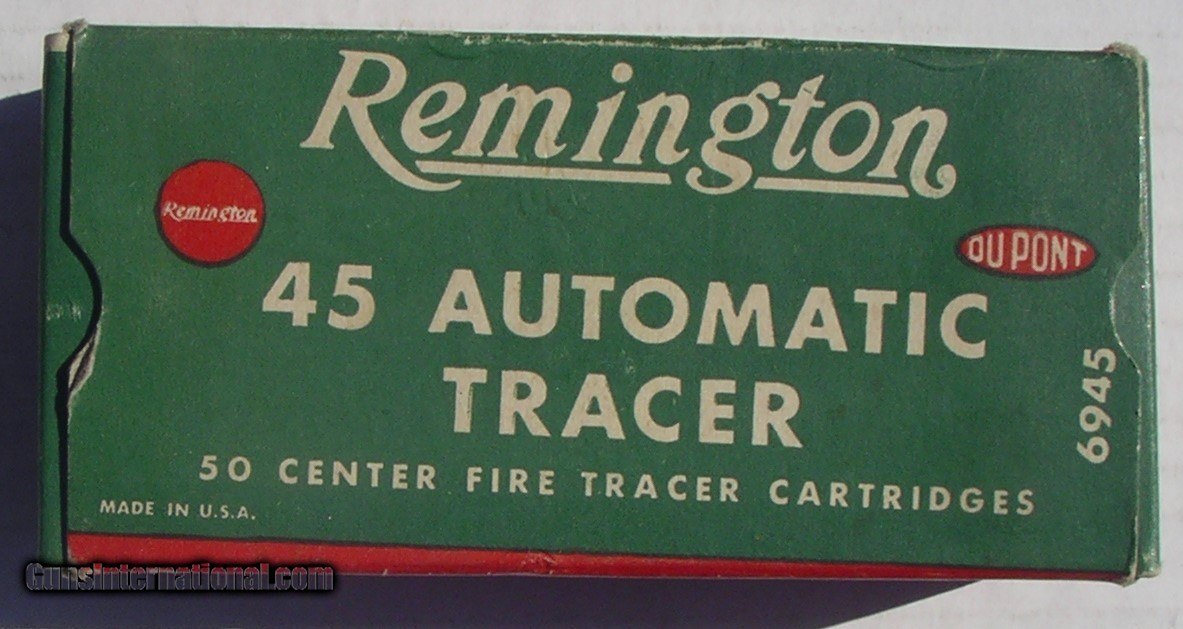 Remington
Remington
DU PONT
45 AUTOMATIC
TRACER
6945
50 CENTER FIRE TRACER CARTRIDGES
MADE IN U.S.A.
GunsInternational.com